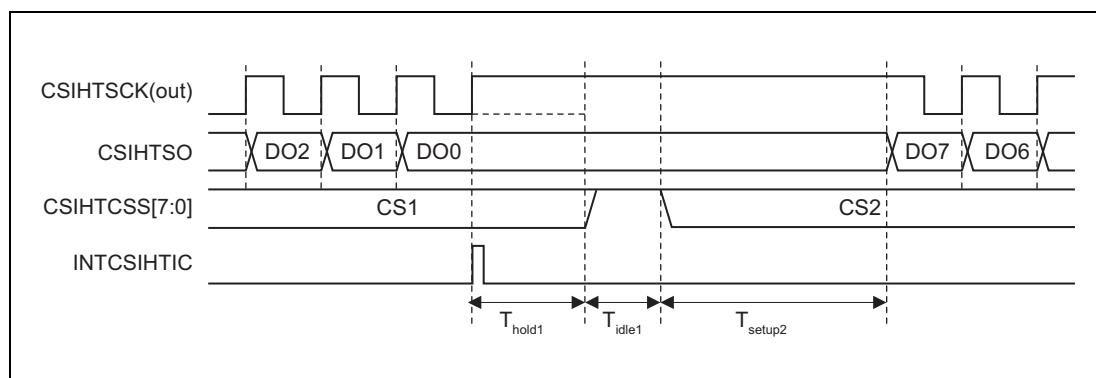 CSIHTSCK(out)
CSIHTSO DO2 DO1 DO0 DO7 DO6
CSIHTCSS[7:0] CS1 CS2
INTCSIHTIC
Thold1 Tidle1 Tsetup2